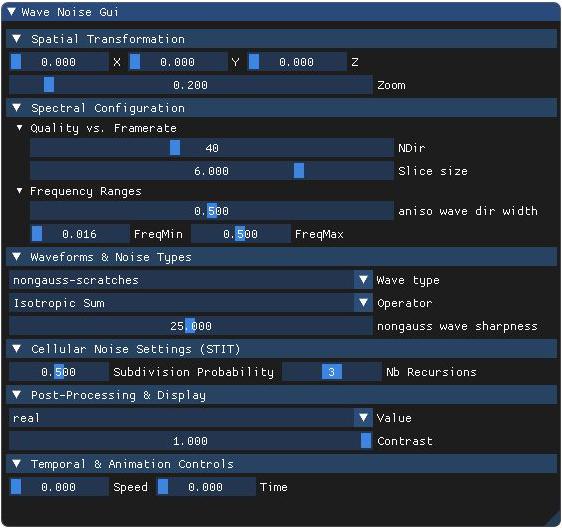 Wave Noise Gui
Spatial Transformation
0.000 X 0.000 Y 0.000 Z
0.200 Zoom
Spectral Configuration
Quality vs. Framerate
40 NDir
6.000 Slice size
Frequency Ranges
0.500 aniso wave dir width
0.016 FreqMin 0.500 FreqMax
Waveforms & Noise Types
nongauss-scratches Wave type
Isotropic Sum Operator
25.000 nongauss wave sharpness
Cellular Noise Settings (STIT)
0.500 Subdivision Probability 3 Nb Recursions
Post-Processing & Display
real Value
1.000 Contrast
Temporal & Animation Controls
0.000 Speed 0.000 Time